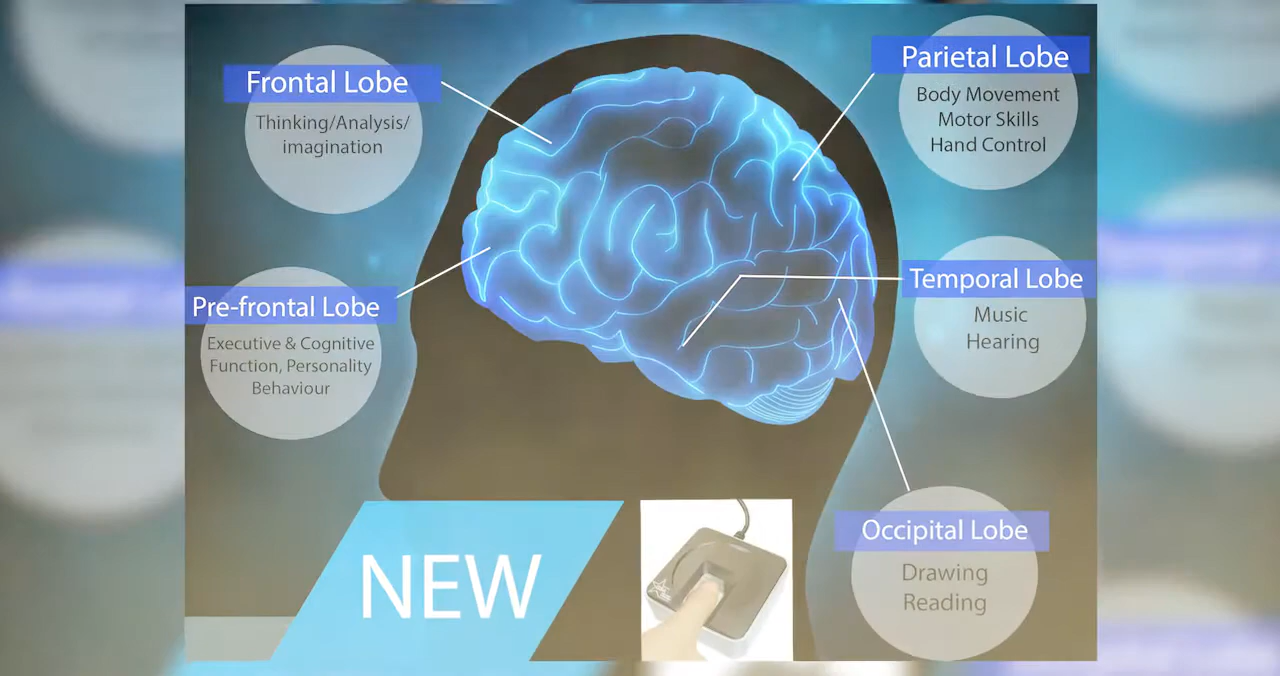 Frontal Lobe
Thinking/Analysis/
imagination
Pre-frontal Lobe
Executive & Cognitive
Function, Personality
Behaviour
Parietal Lobe
Body Movement
Motor Skills
Hand Control
Temporal Lobe
Music
Hearing
Occipital Lobe
Drawing
Reading
NEW